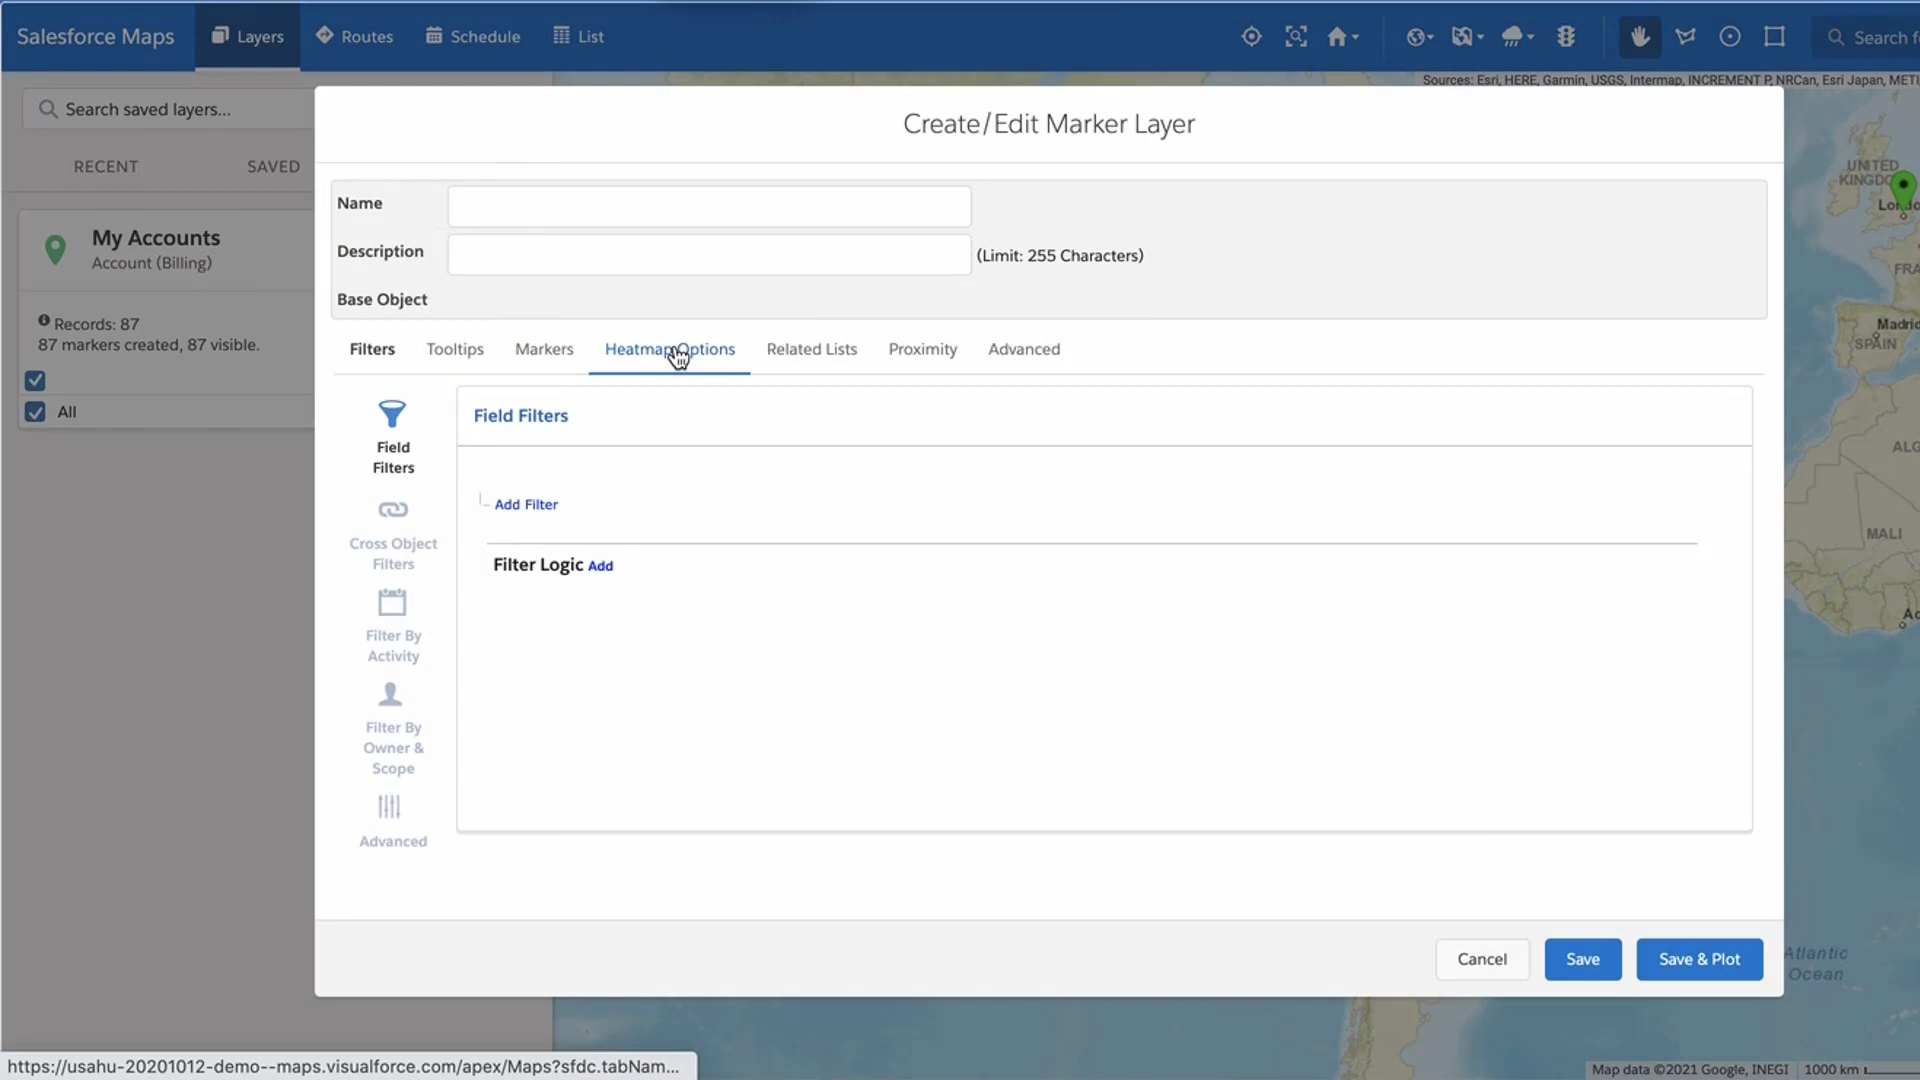 Salesforce Maps
Layers
Routes
Schedule
List
Search f
Sources: Esri, HERE, Garmin, USGS, Intermap, INCREMENT P, NRCan, Esri Japan, METI
Search saved layers...
RECENT
SAVED
My Accounts
Account (Billing)
Records: 87
87 markers created, 87 visible.
All
Create/Edit Marker Layer
Name
Description
(Limit: 255 Characters)
Base Object
Filters
Tooltips
Markers
Heatmap Options
Related Lists
Proximity
Advanced
Field
Filters
Cross Object
Filters
Filter By
Activity
Filter By
Owner &
Scope
Advanced
Field Filters
Add Filter
Filter Logic Add
Cancel
Save
Save & Plot
UNITED
KINGDO
Londo
FRA
Madrid
SPAIN
ALG
MALI
Ac
Atlantic
Ocean
https://usahu-20201012-demo--maps.visualforce.com/apex/Maps?sfdc.tabNam...
Map data ©2021 Google, INEGI
1000 km